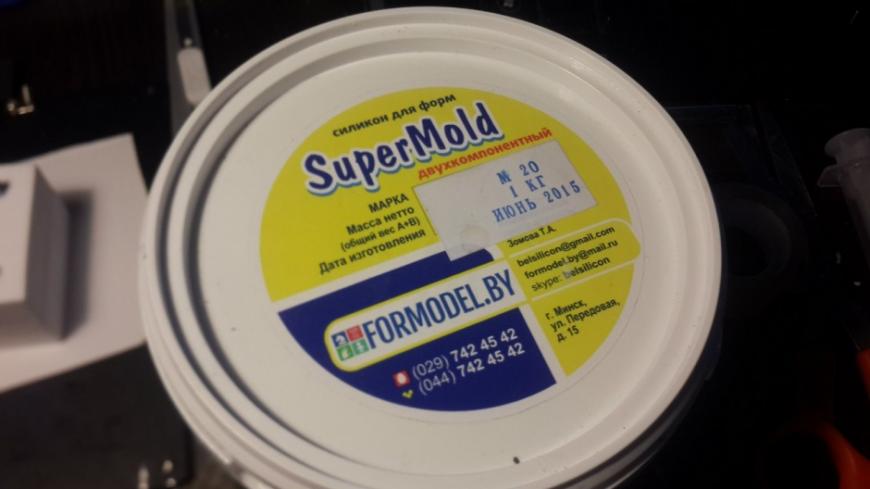 силикон для форм
SuperMold
двухкомпонентный
МАРКА
Масса нетто
(общий вес А+В)
Дата изготовления
№ 20
1 КГ
ИЮНЬ 2015
Зомова Т.А.
belsilicon@gmail.com
formodel.by@mail.ru
skype: belsilicon
FORMODEL.BY
(029) 742 45 42
(044) 742 45 42
г. Минск,
ул. Передовая,
д. 15